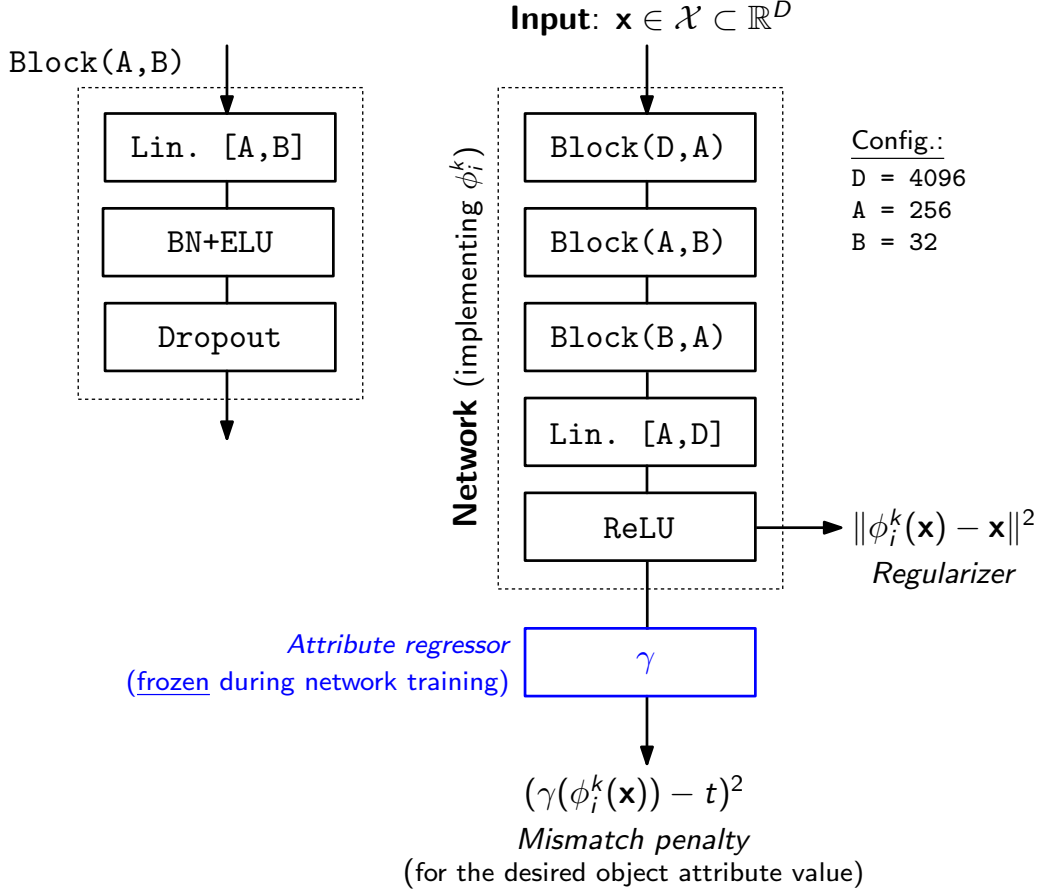 Block(A,B)
Lin. [A,B]
BN+ELU
Dropout
Input: x ∈ 𝒳 ⊂ ℝ^D
Network (implementing ϕ_i^k)
Block(D,A)
Block(A,B)
Block(B,A)
Lin. [A,D]
ReLU
Config.:
D = 4096
A = 256
B = 32
‖ϕ_i^k(x) − x‖²
Regularizer
Attribute regressor
(frozen during network training)
γ
(γ(ϕ_i^k(x)) − t)²
Mismatch penalty
(for the desired object attribute value)